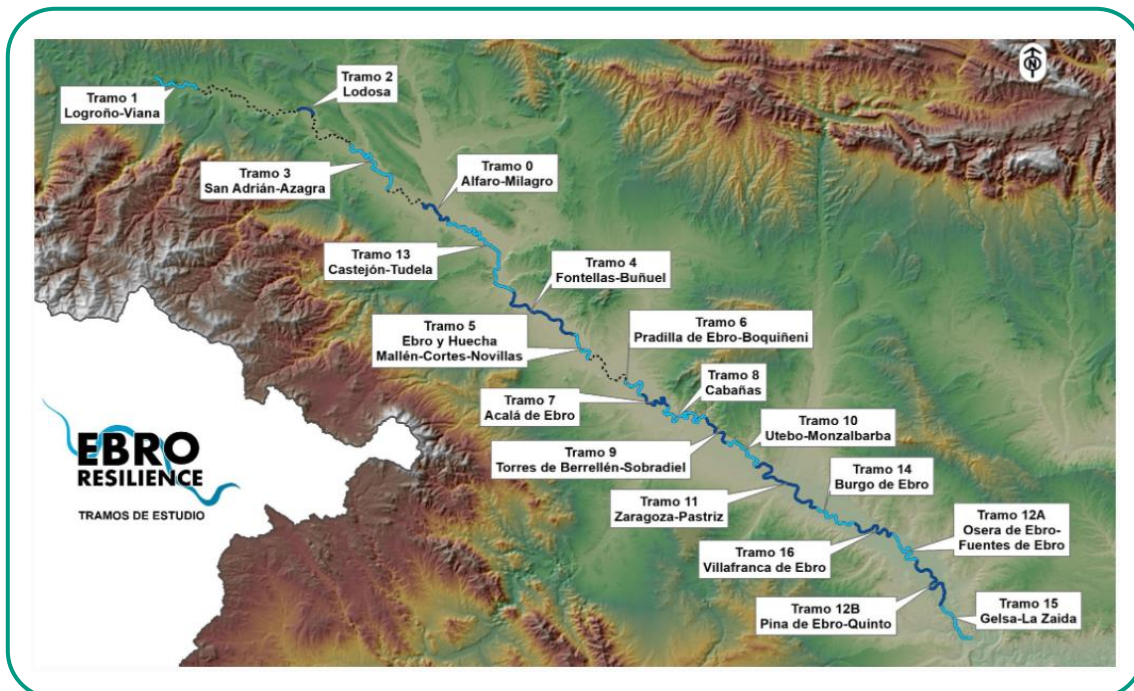 N
Tramo 1
Logroño-Viana
Tramo 2
Lodosa
Tramo 3
San Adrián-Azagra
Tramo 0
Alfaro-Milagro
Tramo 13
Castejón-Tudela
Tramo 4
Fontellas-Buñuel
Tramo 5
Ebro y Huecha
Mallén-Cortes-Novillas
Tramo 6
Pradilla de Ebro-Boquiñeni
Tramo 7
Acalá de Ebro
Tramo 8
Cabañas
Tramo 9
Torres de Berrellén-Sobradiel
Tramo 10
Utebo-Monzalbarba
Tramo 11
Zaragoza-Pastriz
Tramo 14
Burgo de Ebro
Tramo 16
Villafranca de Ebro
Tramo 12A
Osera de Ebro-
Fuentes de Ebro
Tramo 12B
Pina de Ebro-Quinto
Tramo 15
Gelsa-La Zaida
EBRO
RESILIENCE
TRAMOS DE ESTUDIO